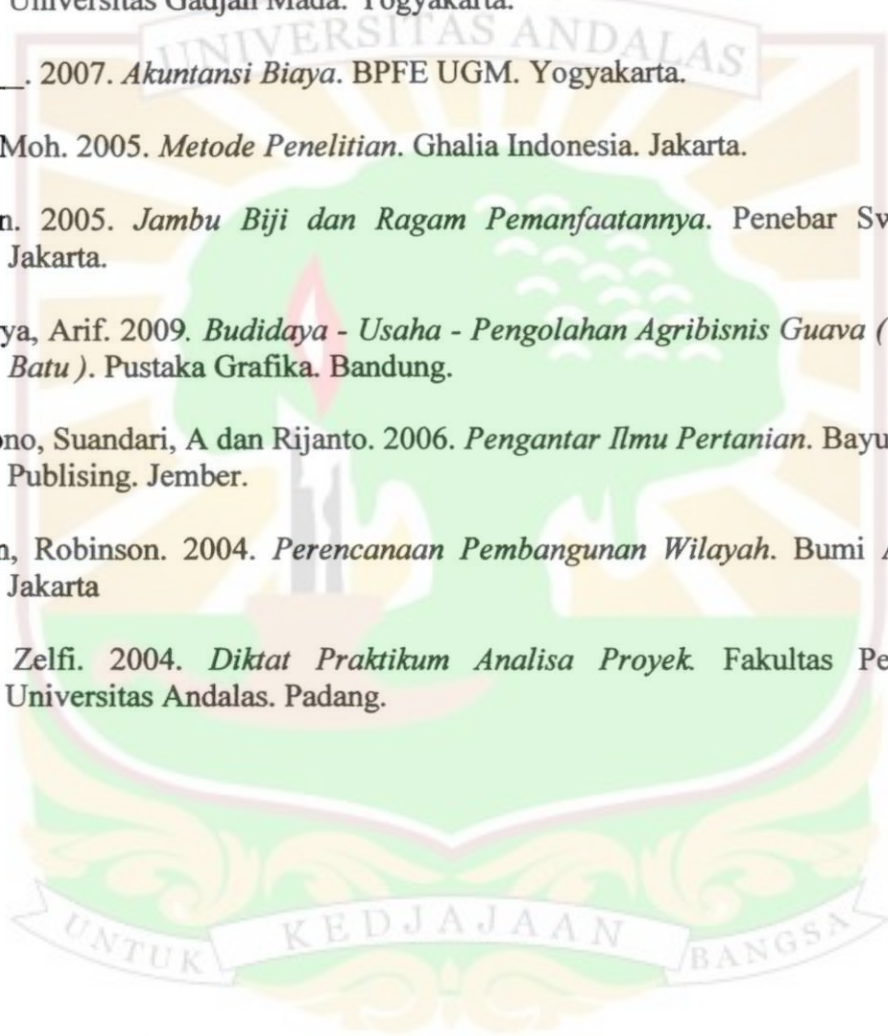 Universitas Gadjah Mada. Yogyakarta.
UNIVERSITAS ANDALAS
__. 2007. Akuntansi Biaya. BPFE UGM. Yogyakarta.
Moh. 2005. Metode Penelitian. Ghalia Indonesia. Jakarta.
n. 2005. Jambu Biji dan Ragam Pemanfaatannya. Penebar Sw
Jakarta.
ya, Arif. 2009. Budidaya - Usaha - Pengolahan Agribisnis Guava (
Batu ). Pustaka Grafika. Bandung.
ono, Suandari, A dan Rijanto. 2006. Pengantar Ilmu Pertanian. Bayu
Publising. Jember.
n, Robinson. 2004. Perencanaan Pembangunan Wilayah. Bumi A
Jakarta
Zelfi. 2004. Diktat Praktikum Analisa Proyek. Fakultas Pe
Universitas Andalas. Padang.
UNTUK KEDJAJAAN BANGSA